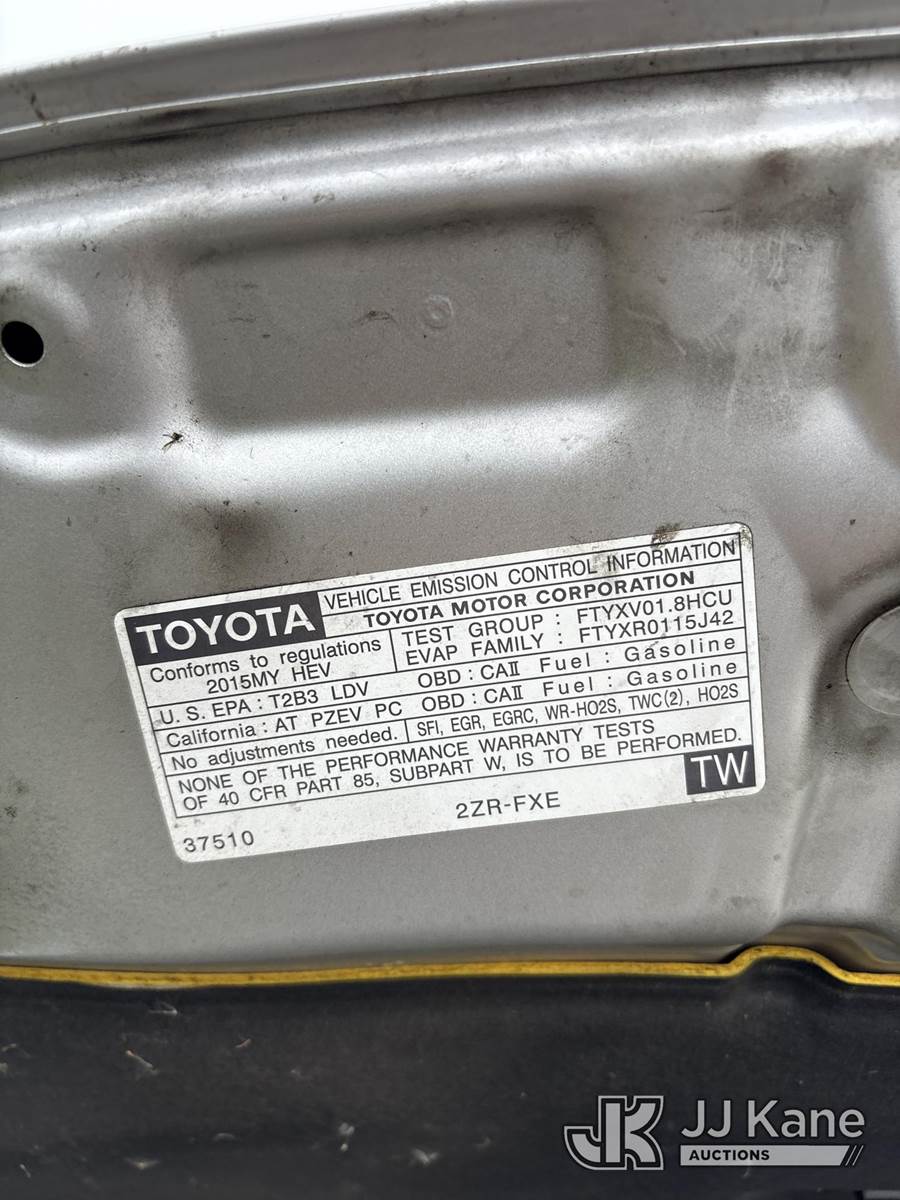 TOYOTA
VEHICLE EMISSION CONTROL INFORMATION
TOYOTA MOTOR CORPORATION
Conforms to regulations
2015MY HEV
TEST GROUP : FTYXV01.8HCU
EVAP FAMILY : FTYXR0115J42
U. S. EPA : T2B3 LDV OBD : CAⅡ Fuel : Gasoline
California : AT PZEV PC OBD : CAⅡ Fuel : Gasoline
No adjustments needed. SFI, EGR, EGRC, WR-HO2S, TWC(2), HO2S
NONE OF THE PERFORMANCE WARRANTY TESTS
OF 40 CFR PART 85, SUBPART W, IS TO BE PERFORMED.
TW
37510 2ZR-FXE
JK JJ Kane
AUCTIONS